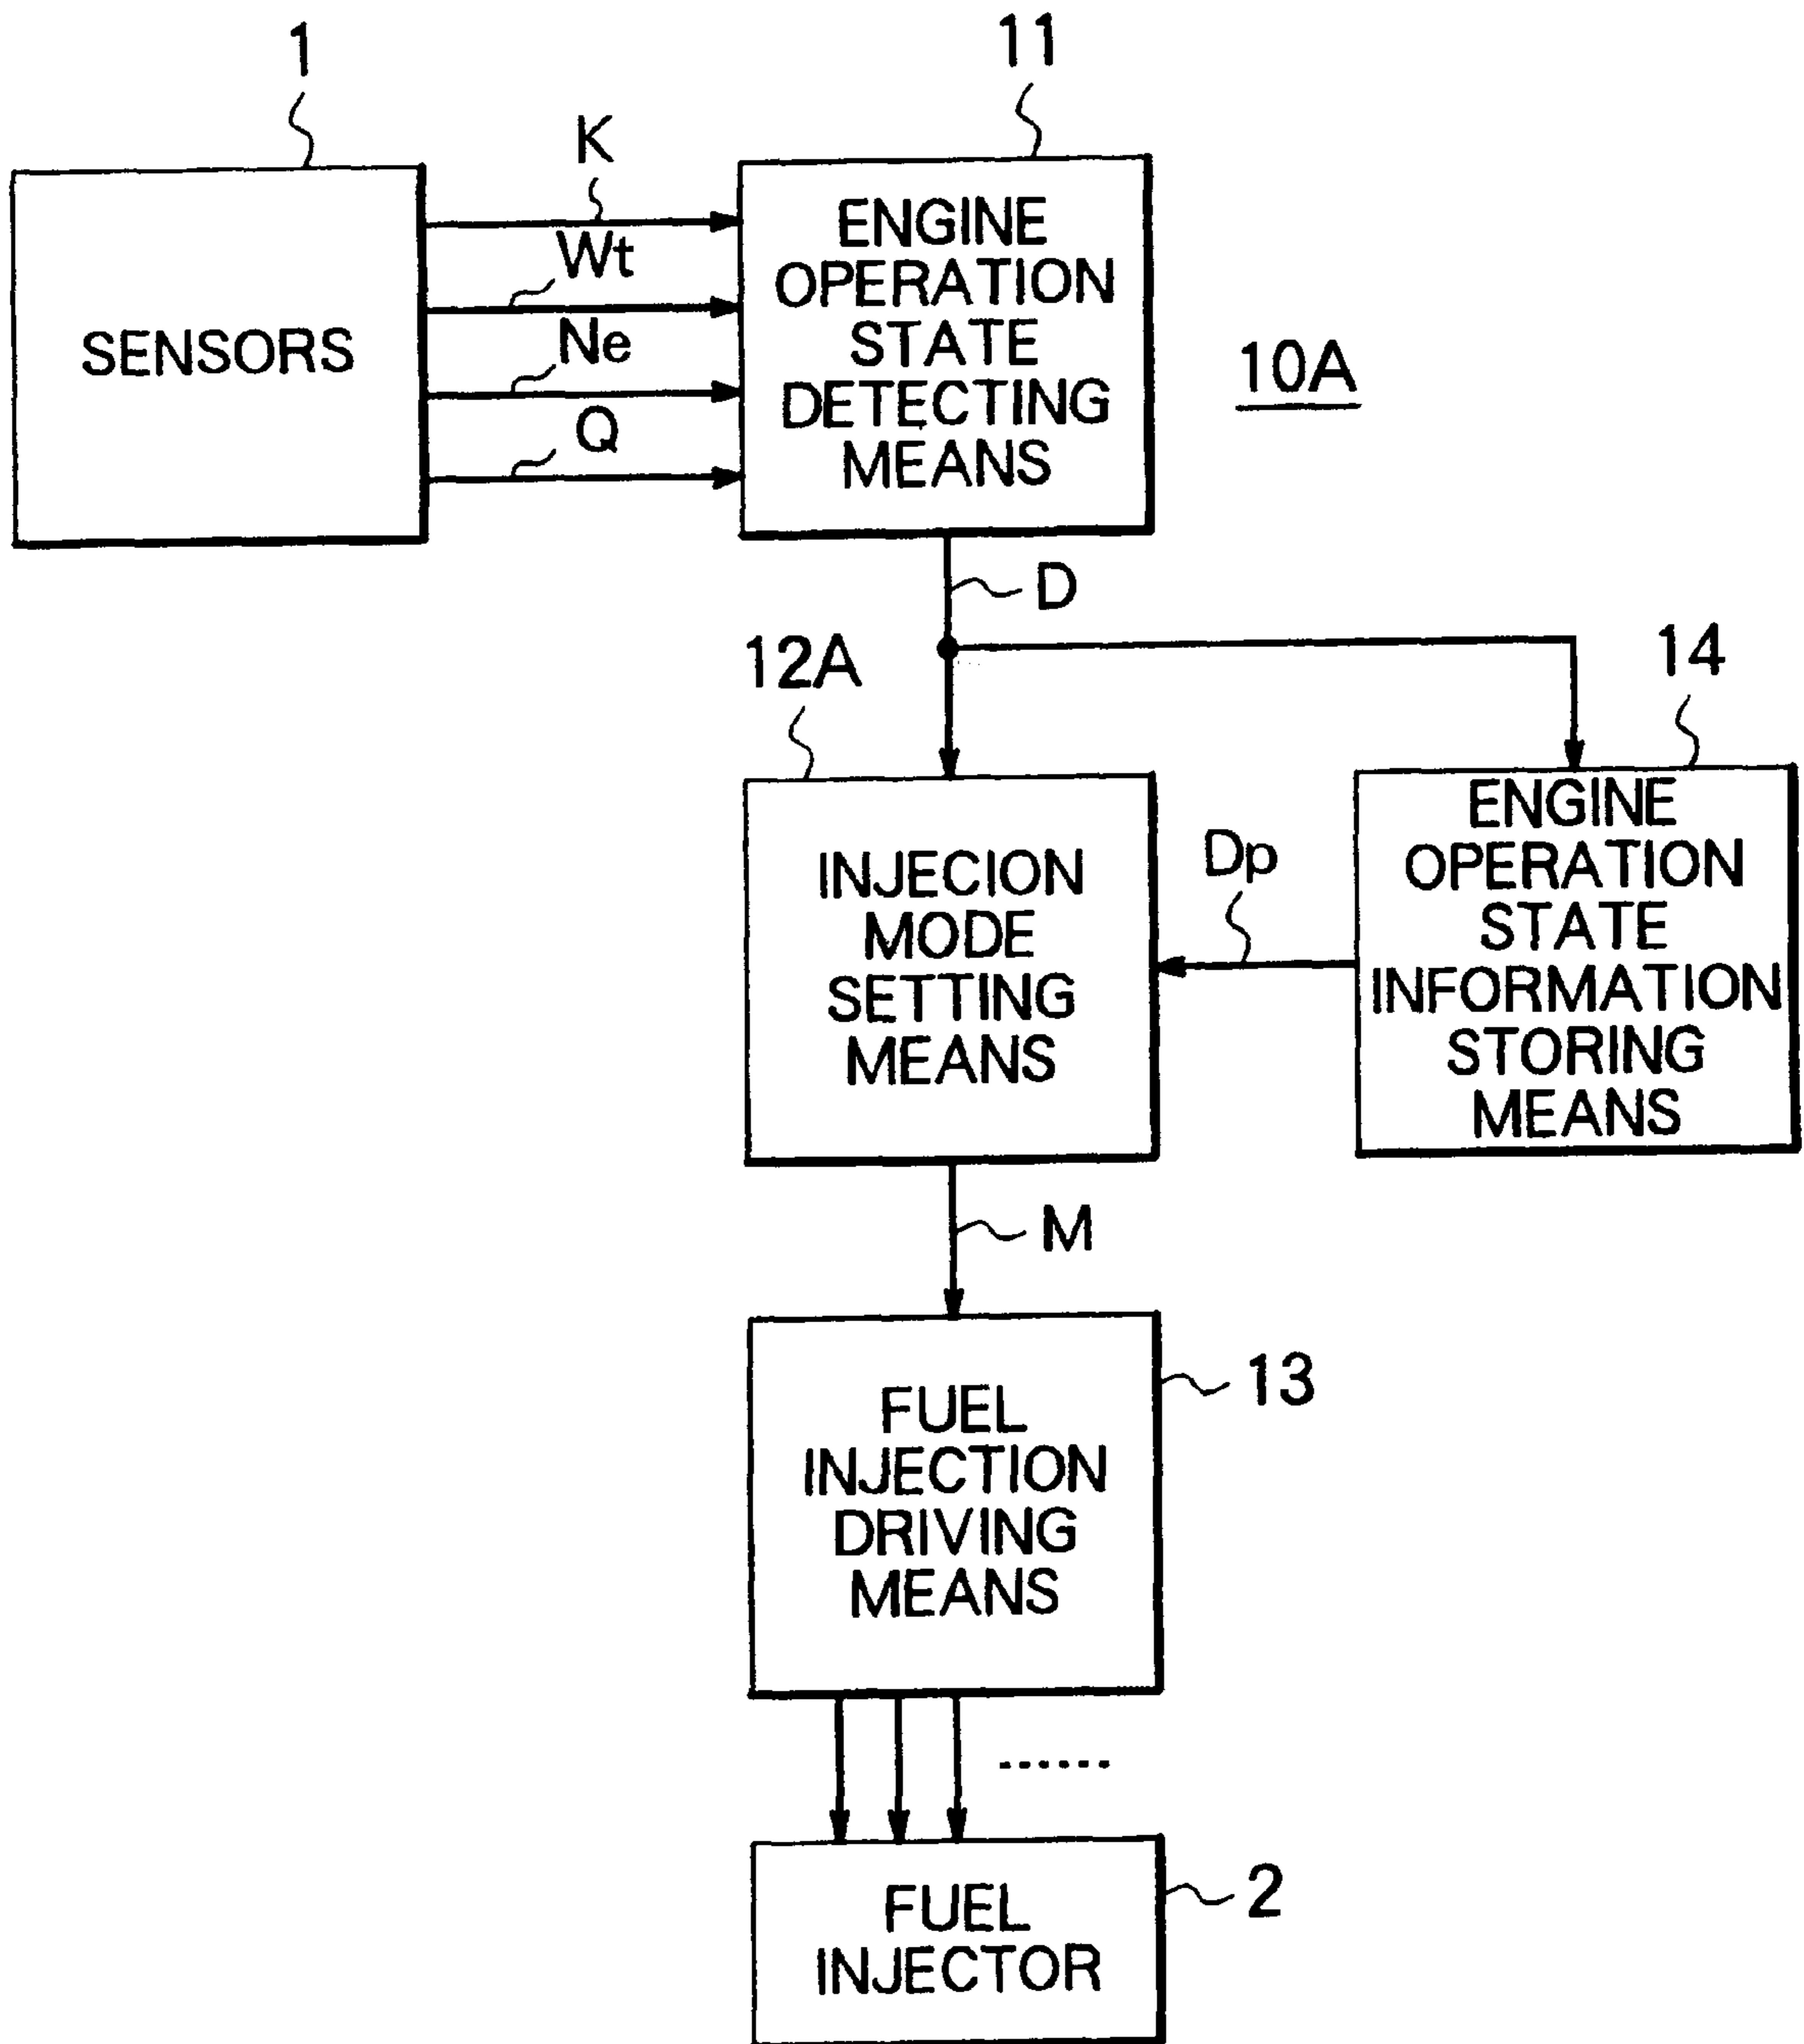 1
11
K
Wt
Ne
Q
SENSORS
ENGINE
OPERATION
STATE
DETECTING
MEANS
10A
D
12A
14
INJECION
MODE
SETTING
MEANS
Dp
ENGINE
OPERATION
STATE
INFORMATION
STORING
MEANS
M
FUEL
INJECTION
DRIVING
MEANS
13
......
FUEL
INJECTOR
2